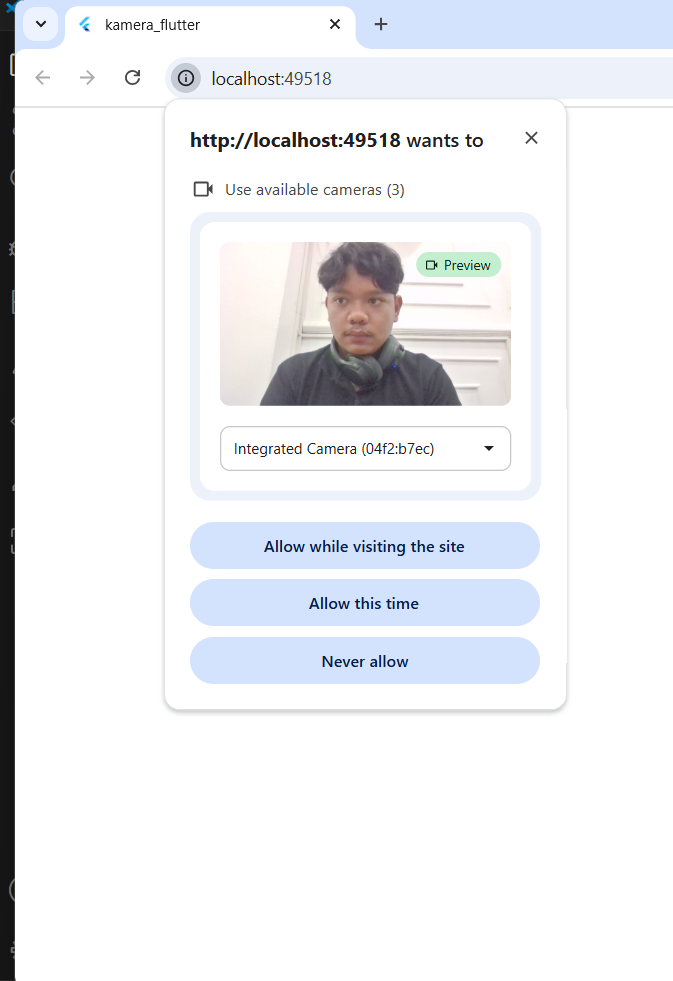 kamera_flutter
localhost:49518
http://localhost:49518 wants to
Use available cameras (3)
Preview
Integrated Camera (04f2:b7ec)
Allow while visiting the site
Allow this time
Never allow